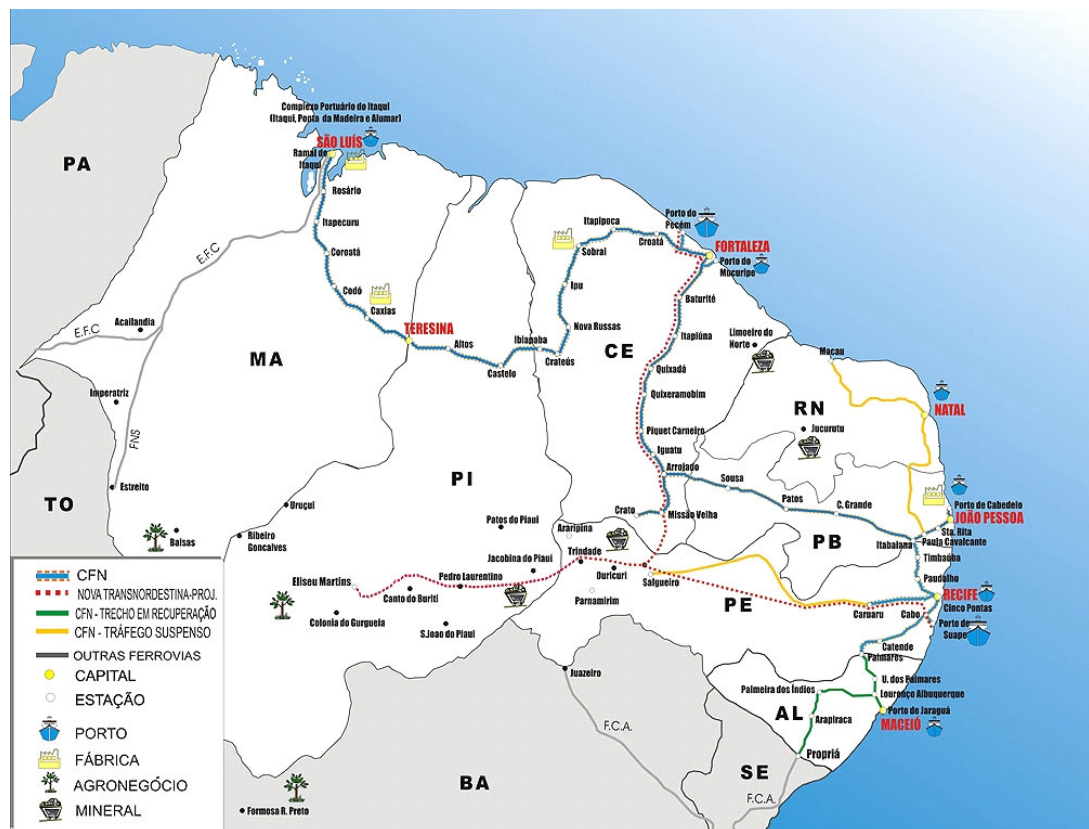 Complexo Portuário do Itaqui
(Itaqui, Ponta da Madeira e Alumar)
SÃO LUÍS
Ramal de
Itaqui
PA
Rosário
Itapecuru
Coroatá
E.F.C
Codó
Caxias
Acailandia
E.F.C
TERESINA
MA
Altos
Castelo
Imperatriz
FNS
Estreito
TO
Itapipoca
Croatá
Porto do
Pecém
FORTALEZA
Porto do
Mucuripe
Sobral
Ipu
Baturité
Nova Russas
Ibiapaba
Crateús
CE
Itapiúna
Limoeiro do
Norte
Macau
Quixadá
Quixeramobim
RN
NATAL
Jucurutu
Piquet Carneiro
Iguatu
Arrojado
Sousa
PI
Patos
C. Grande
Porto de Cabedelo
JOÃO PESSOA
Sta. Rita
Paula Cavalcante
Itabaiana
Timbaúba
PB
Crato
Missão Velha
Uruçuí
Patos do Piauí
Araripina
Balsas
Ribeiro
Goncalves
Jacobina do Piauí
Trindade
Ouricuri
Salgueiro
Parnamirim
Paudalho
RECIFE
Cinco Pontas
PE
Eliseu Martins
Pedro Laurentino
Canto do Buriti
Colonia do Gurgueia
S.Joao do Piaui
Caruaru
Cabo
Porto de
Suape
Catende
Palmares
Juazeiro
U. dos Palmares
Palmeira dos Índios
Lourenço Albuquerque
AL
Porto de Jaraguá
MACEIÓ
Arapiraca
F.C.A.
Propriá
BA
SE
F.C.A.
Formosa R. Preto
CFN
NOVA TRANSNORDESTINA-PROJ.
CFN - TRECHO EM RECUPERAÇÃO
CFN - TRÁFEGO SUSPENSO
OUTRAS FERROVIAS
CAPITAL
ESTAÇÃO
PORTO
FÁBRICA
AGRONEGÓCIO
MINERAL